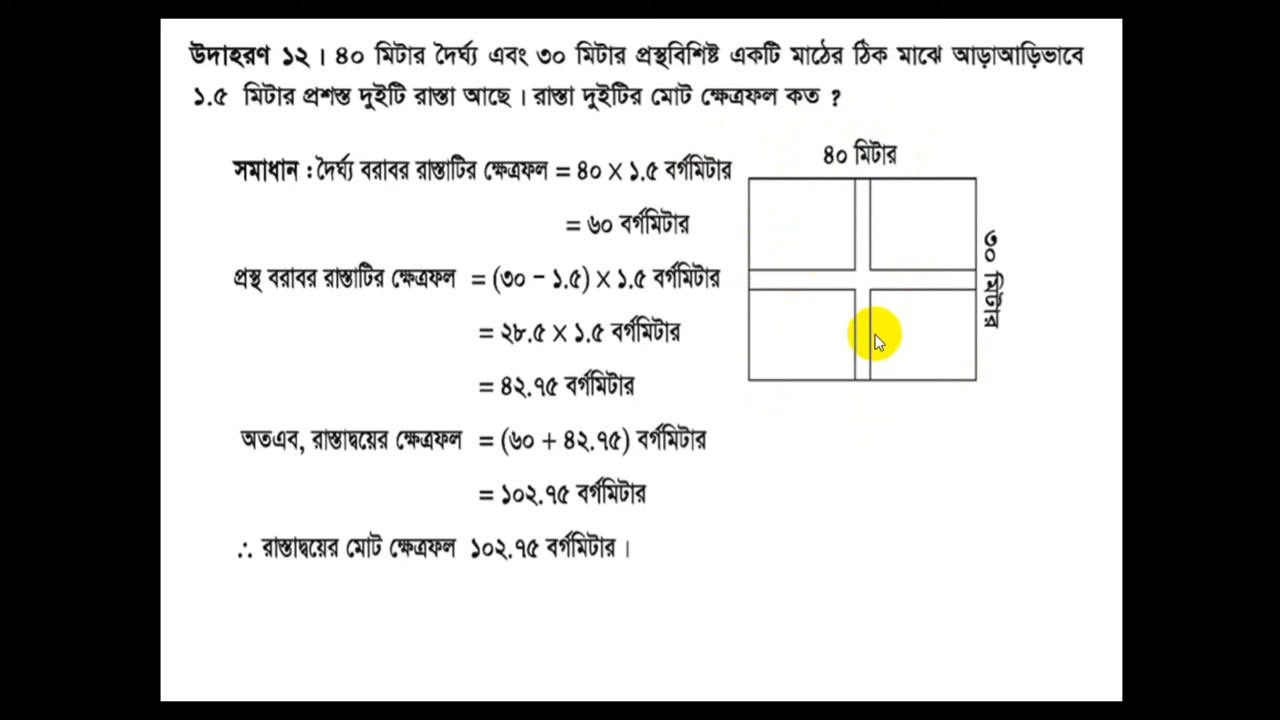 উদাহরণ ১২। ৪০ মিটার দৈর্ঘ্য এবং ৩০ মিটার প্রস্থবিশিষ্ট একটি মাঠের ঠিক মাঝে আড়াআড়িভাবে
১.৫ মিটার প্রশস্ত দুইটি রাস্তা আছে। রাস্তা দুইটির মোট ক্ষেত্রফল কত ?
৪০ মিটার
সমাধান : দৈর্ঘ্য বরাবর রাস্তাটির ক্ষেত্রফল = ৪০ × ১.৫ বর্গমিটার
= ৬০ বর্গমিটার
৩০ মিটার
প্রস্থ বরাবর রাস্তাটির ক্ষেত্রফল = (৩০ − ১.৫) × ১.৫ বর্গমিটার
= ২৮.৫ × ১.৫ বর্গমিটার
= ৪২.৭৫ বর্গমিটার
অতএব, রাস্তাদ্বয়ের ক্ষেত্রফল = (৬০ + ৪২.৭৫) বর্গমিটার
= ১০২.৭৫ বর্গমিটার
∴ রাস্তাদ্বয়ের মোট ক্ষেত্রফল ১০২.৭৫ বর্গমিটার।